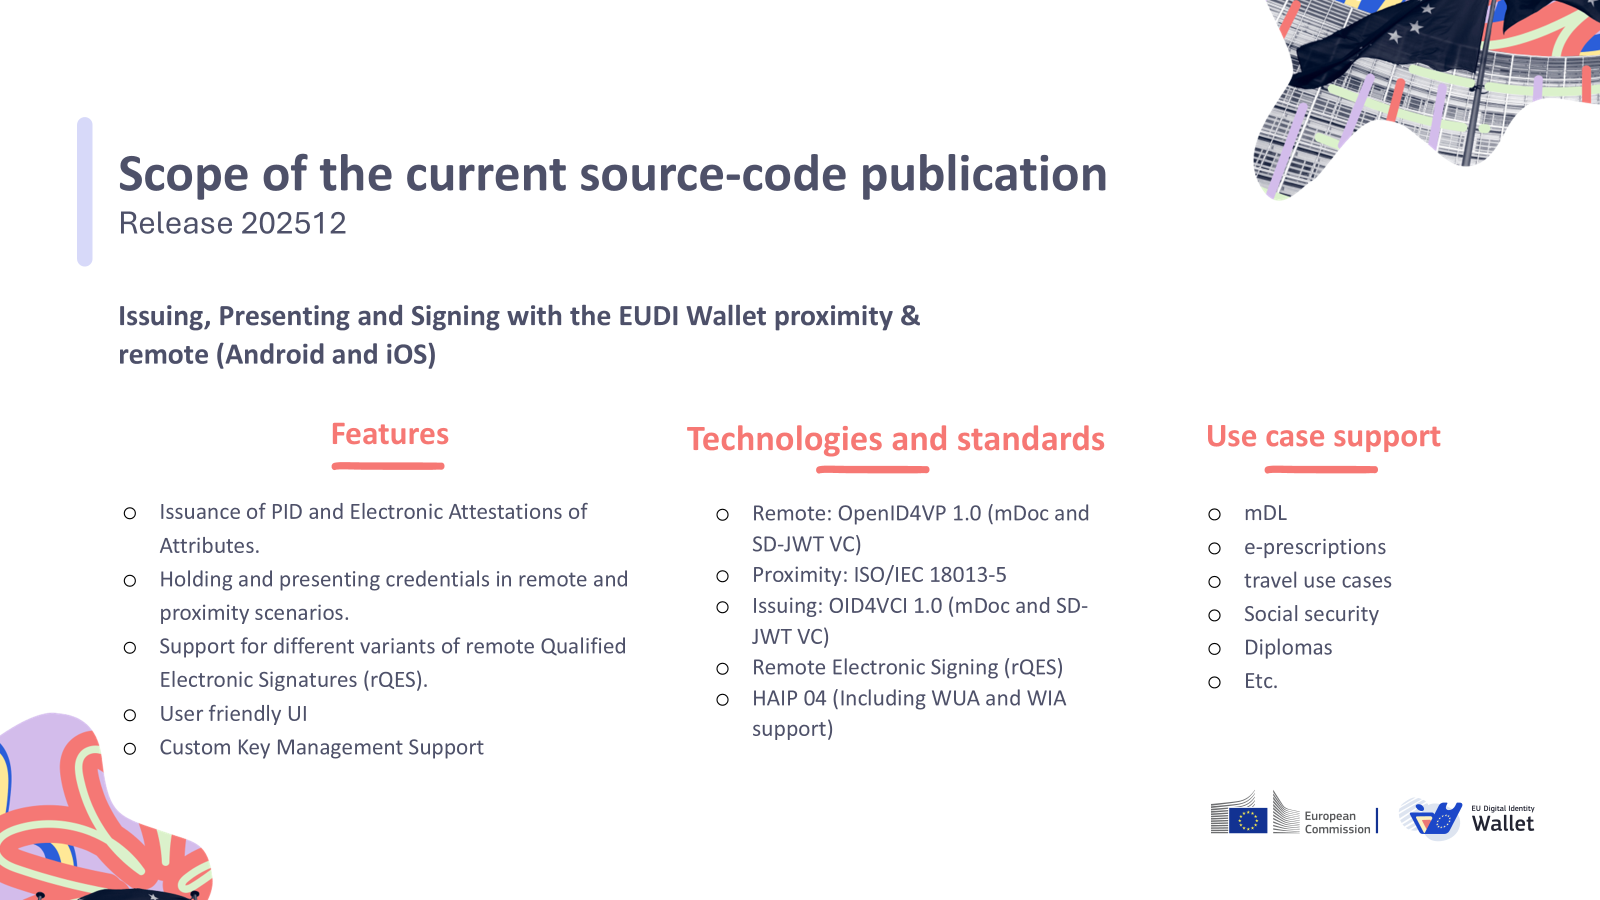 Scope of the current source-code publication
Release 202512
Issuing, Presenting and Signing with the EUDI Wallet proximity &
remote (Android and iOS)
Features
Issuance of PID and Electronic Attestations of
Attributes.
Holding and presenting credentials in remote and
proximity scenarios.
Support for different variants of remote Qualified
Electronic Signatures (rQES).
User friendly UI
Custom Key Management Support
Technologies and standards
Remote: OpenID4VP 1.0 (mDoc and
SD-JWT VC)
Proximity: ISO/IEC 18013-5
Issuing: OID4VCI 1.0 (mDoc and SD-
JWT VC)
Remote Electronic Signing (rQES)
HAIP 04 (Including WUA and WIA
support)
Use case support
mDL
e-prescriptions
travel use cases
Social security
Diplomas
Etc.
European
Commission
EU Digital Identity
Wallet